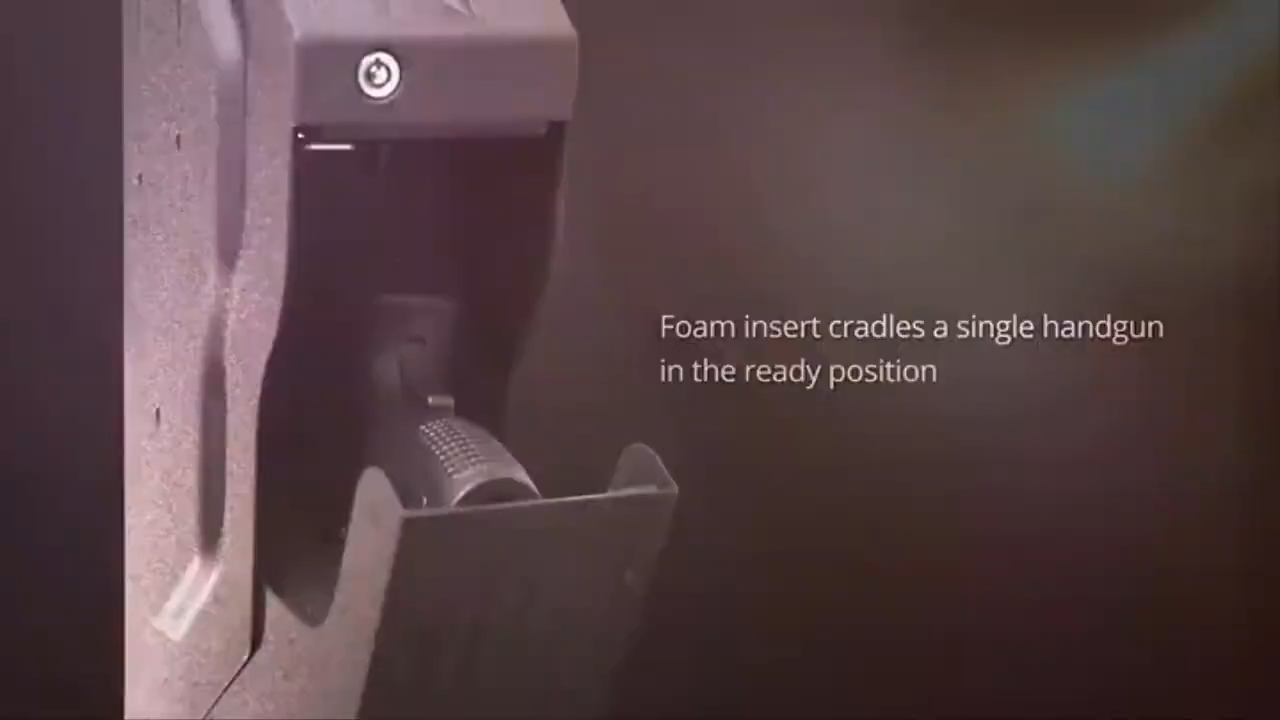 Foam insert cradles a single handgun
in the ready position